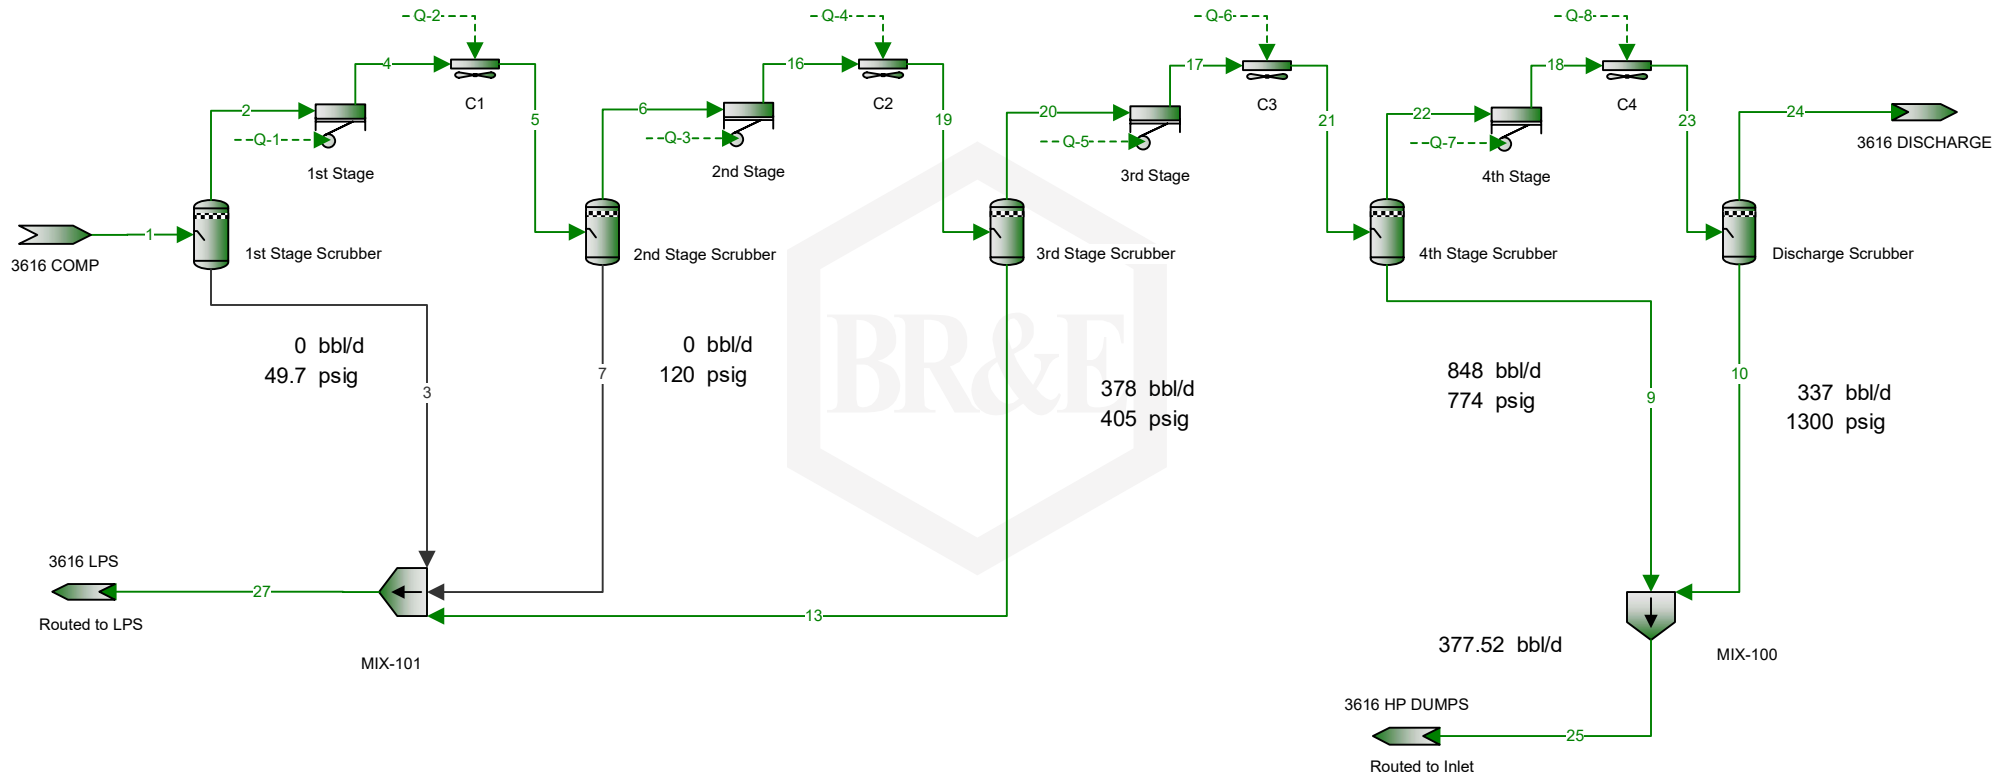 Q-2
Q-4
Q-6
Q-8
4
16
17
18
C1
C2
C3
C4
2
6
20
22
24
5
19
21
23
Q-1
Q-3
Q-5
Q-7
3616 DISCHARGE
1st Stage
2nd Stage
3rd Stage
4th Stage
1
3616 COMP
1st Stage Scrubber
2nd Stage Scrubber
3rd Stage Scrubber
4th Stage Scrubber
Discharge Scrubber
BR&E
0 bbl/d
49.7 psig
0 bbl/d
120 psig
378 bbl/d
405 psig
848 bbl/d
774 psig
337 bbl/d
1300 psig
3
7
9
10
3616 LPS
27
Routed to LPS
13
MIX-101
377.52 bbl/d
MIX-100
3616 HP DUMPS
25
Routed to Inlet